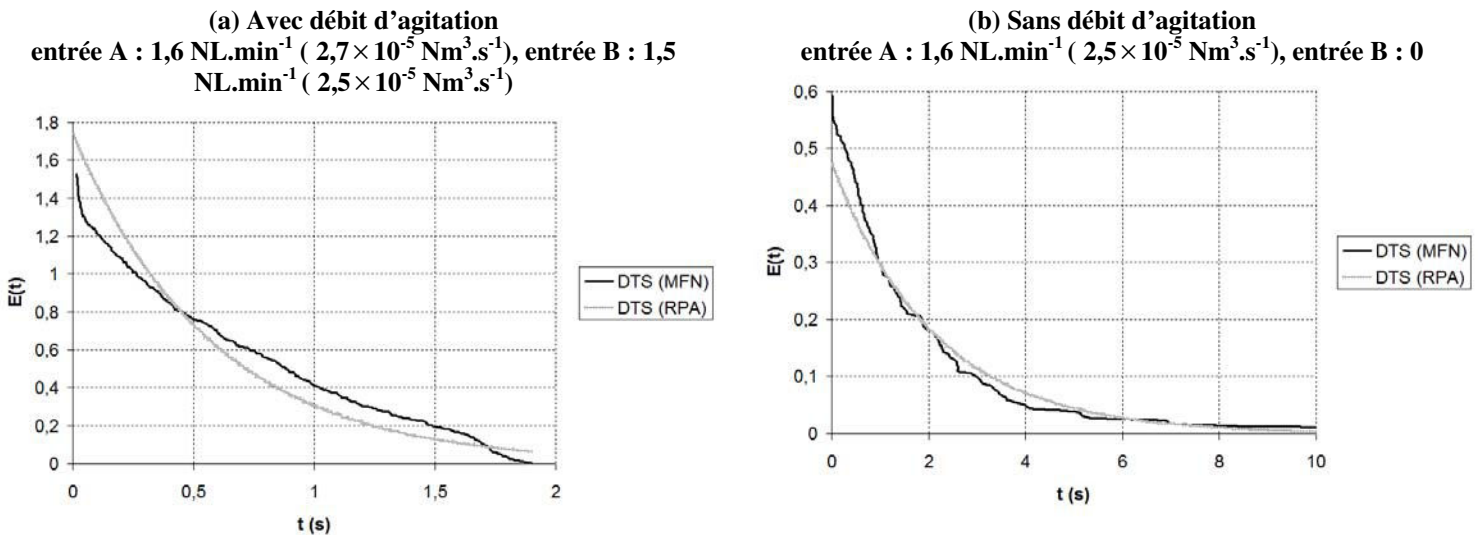 (a) Avec débit d'agitation
entrée A : 1,6 NL.min⁻¹ ( 2,7×10⁻⁵ Nm³.s⁻¹), entrée B : 1,5
NL.min⁻¹ ( 2,5×10⁻⁵ Nm³.s⁻¹)
1,8
1,6
1,4
1,2
1
0,8
0,6
0,4
0,2
0
E(t)
0
0,5
1
1,5
2
t (s)
DTS (MFN)
DTS (RPA)
(b) Sans débit d'agitation
entrée A : 1,6 NL.min⁻¹ ( 2,5×10⁻⁵ Nm³.s⁻¹), entrée B : 0
0,6
0,5
0,4
0,3
0,2
0,1
0
E(t)
0
2
4
6
8
10
t (s)
DTS (MFN)
DTS (RPA)